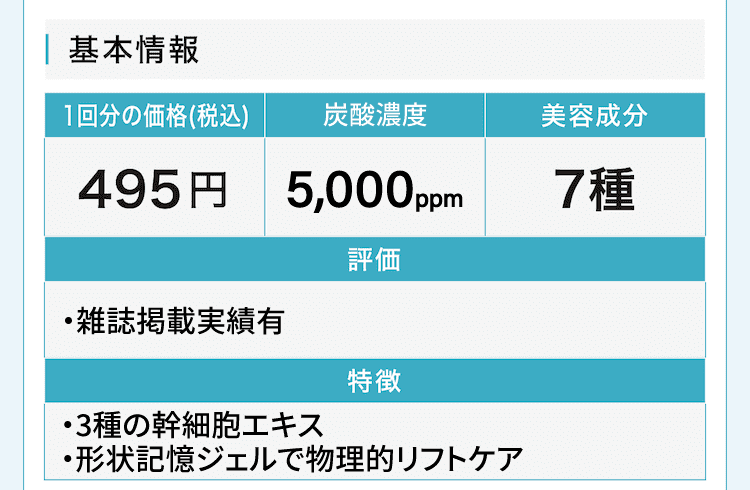 基本情報
1回分の価格(税込)
炭酸濃度
美容成分
495円
5,000ppm
7種
評価
・雑誌掲載実績有
特徴
・3種の幹細胞エキス
・形状記憶ジェルで物理的リフトケア